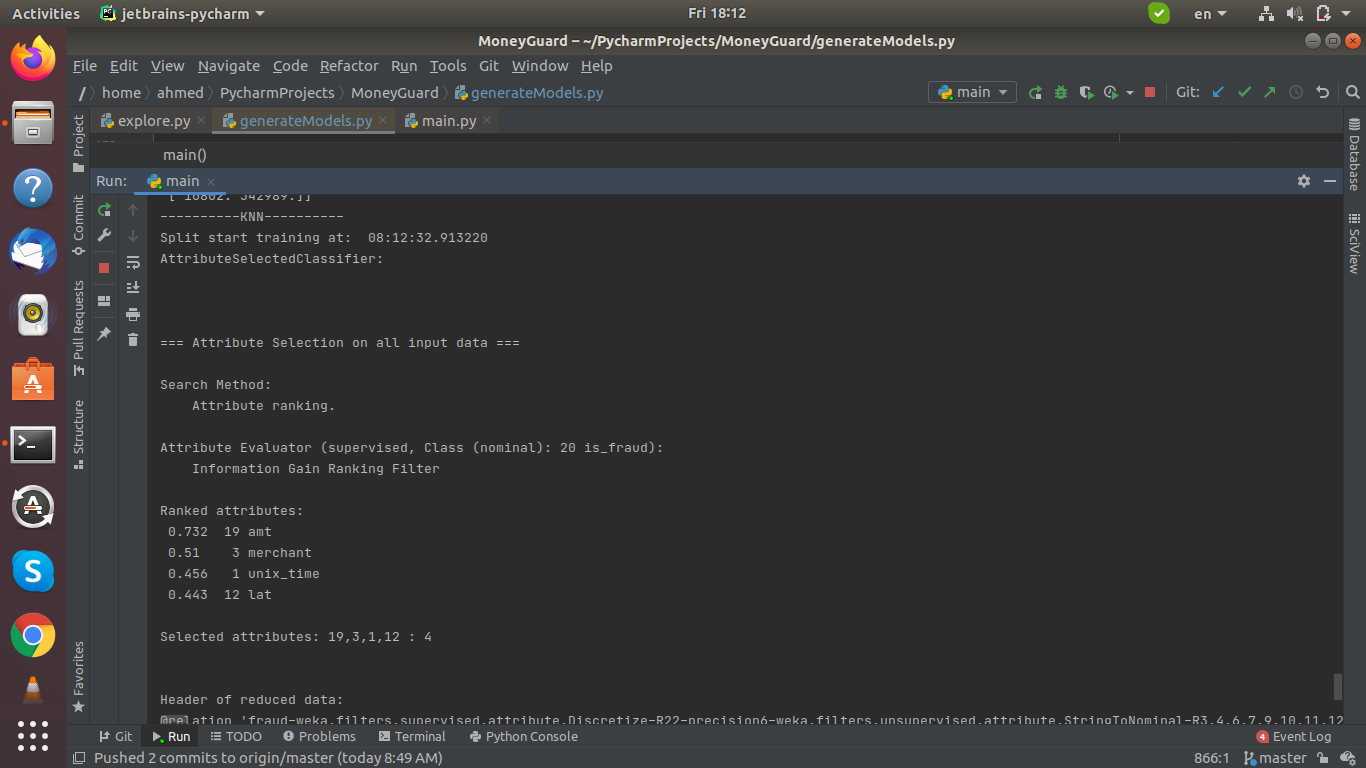 Activities
jetbrains-pycharm
Fri 18:12
en
MoneyGuard – ~/PycharmProjects/MoneyGuard/generateModels.py
File Edit View Navigate Code Refactor Run Tools Git Window Help
/ home ahmed PycharmProjects MoneyGuard generateModels.py
main
Git:
explore.py generateModels.py main.py
main()
Run: main
[ 16802. 342989.]]
----------KNN----------
Split start training at:  08:12:32.913220
AttributeSelectedClassifier:
=== Attribute Selection on all input data ===
Search Method:
Attribute ranking.
Attribute Evaluator (supervised, Class (nominal): 20 is_fraud):
Information Gain Ranking Filter
Ranked attributes:
0.732  19 amt
0.51    3 merchant
0.456   1 unix_time
0.443  12 lat
Selected attributes: 19,3,1,12 : 4
Header of reduced data:
@relation 'fraud-weka.filters.supervised.attribute.Discretize-R22-precision6-weka.filters.unsupervised.attribute.StringToNominal-R3,4,6,7,9,10,11,12
Project
Commit
Pull Requests
Structure
Favorites
Database
SciView
Git Run TODO Problems Terminal Python Console
4 Event Log
Pushed 2 commits to origin/master (today 8:49 AM)
866:1 master